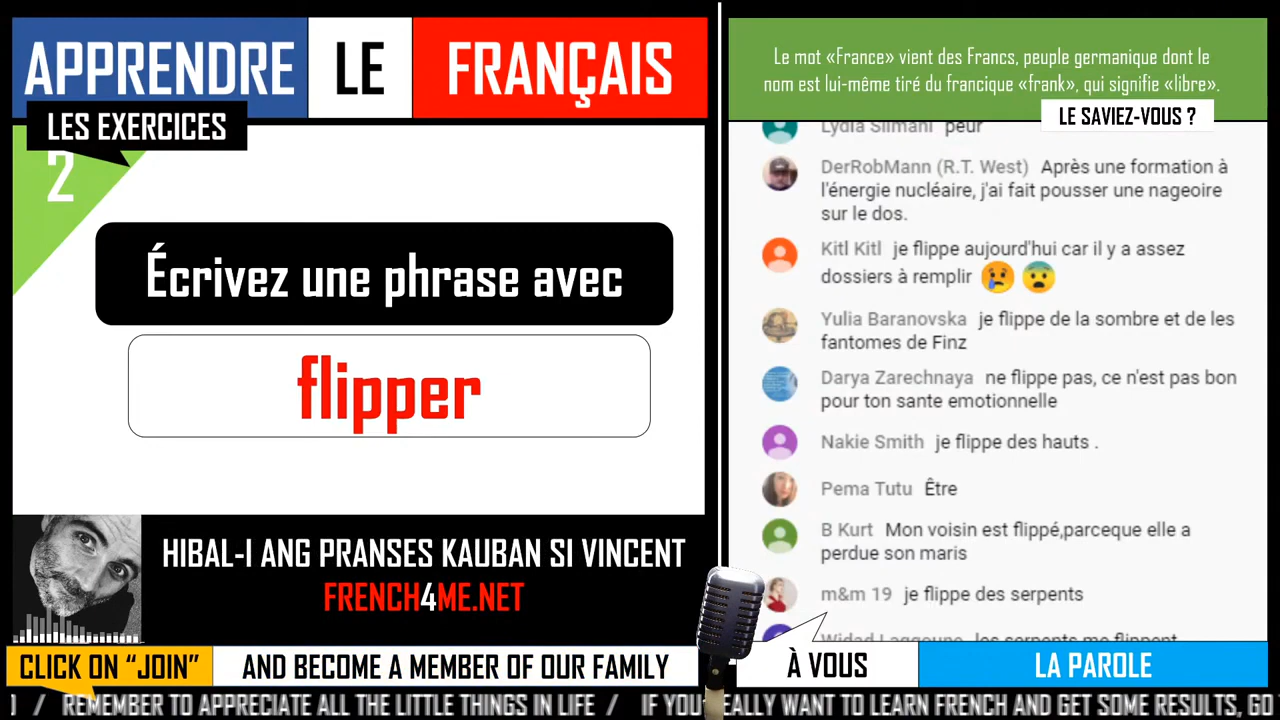 APPRENDRE LE FRANÇAIS
LES EXERCICES
2
Écrivez une phrase avec
flipper
HIBAL-I ANG PRANSES KAUBAN SI VINCENT
FRENCH4ME.NET
CLICK ON “JOIN” AND BECOME A MEMBER OF OUR FAMILY
Le mot «France» vient des Francs, peuple germanique dont le
nom est lui-même tiré du francique «frank», qui signifie «libre».
LE SAVIEZ-VOUS ?
Lydia Slimani peur
DerRobMann (R.T. West) Après une formation à
l'énergie nucléaire, j'ai fait pousser une nageoire
sur le dos.
Kitl Kitl je flippe aujourd'hui car il y a assez
dossiers à remplir 😢 😨
Yulia Baranovska je flippe de la sombre et de les
fantomes de Finz
Darya Zarechnaya ne flippe pas, ce n'est pas bon
pour ton sante emotionnelle
Nakie Smith je flippe des hauts .
Pema Tutu Être
B Kurt Mon voisin est flippé,parceque elle a
perdue son maris
m&m 19 je flippe des serpents
Widad Laggoune les serpents me flippent
À VOUS LA PAROLE
/ REMEMBER TO APPRECIATE ALL THE LITTLE THINGS IN LIFE / IF YOU REALLY WANT TO LEARN FRENCH AND GET SOME RESULTS, GO